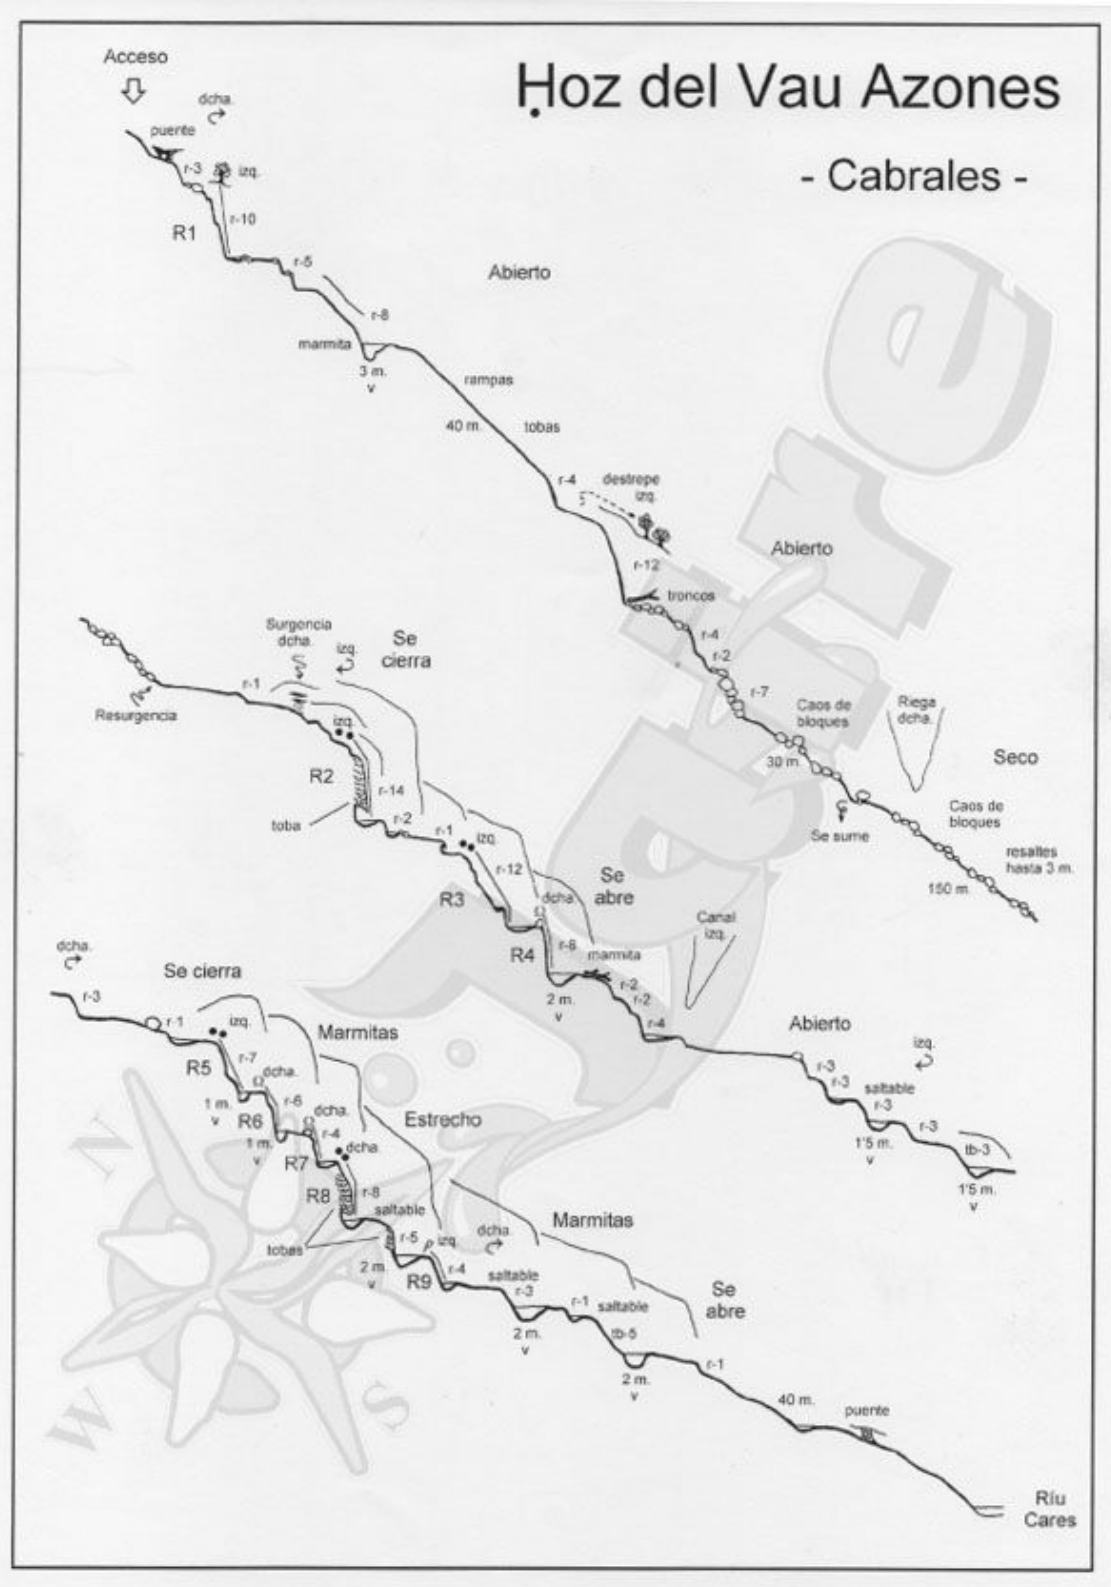 Hoz del Vau Azones
- Cabrales -
Acceso
dcha.
puente
r-3
izq.
r-10
R1
r-5
Abierto
r-8
marmita
3 m.
v
rampas
40 m.
tobas
r-4
destrepe
izq.
Abierto
r-12
troncos
r-4
r-2
r-7
Caos de
bloques
30 m.
Riega
dcha.
Seco
Se sume
Caos de
bloques
resaltes
hasta 3 m.
150 m.
Resurgencia
r-1
Surgencia
dcha.
izq.
Se
cierra
izq.
R2
r-14
toba
r-2
r-1
izq.
r-12
R3
dcha.
Se
abre
R4
r-6
marmita
2 m.
v
r-2
r-2
r-4
Canal
izq.
Abierto
izq.
r-3
r-3
saltable
r-3
1'5 m.
v
r-3
tb-3
1'5 m.
v
dcha.
r-3
Se cierra
r-1
izq.
Marmitas
R5
r-7
dcha.
1 m.
v
R6
r-6
dcha.
1 m.
v
r-4
R7
dcha.
Estrecho
R8
r-8
saltable
tobas
r-5
izq.
dcha.
2 m.
v
R9
r-4
Marmitas
saltable
r-3
2 m.
v
r-1
saltable
tb-5
2 m.
v
Se
abre
r-1
40 m.
puente
Ríu
Cares
N
W
S